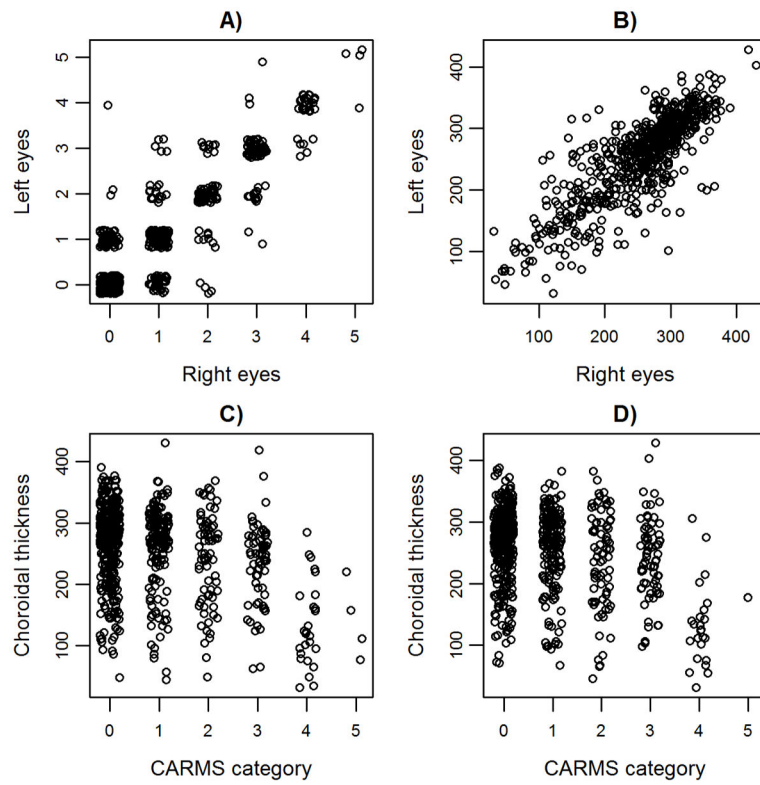 A)
Left eyes
5
4
3
2
1
0
0 1 2 3 4 5
Right eyes
B)
Left eyes
400
300
200
100
100 200 300 400
Right eyes
C)
Choroidal thickness
400
300
200
100
0 1 2 3 4 5
CARMS category
D)
Choroidal thickness
400
300
200
100
0 1 2 3 4 5
CARMS category